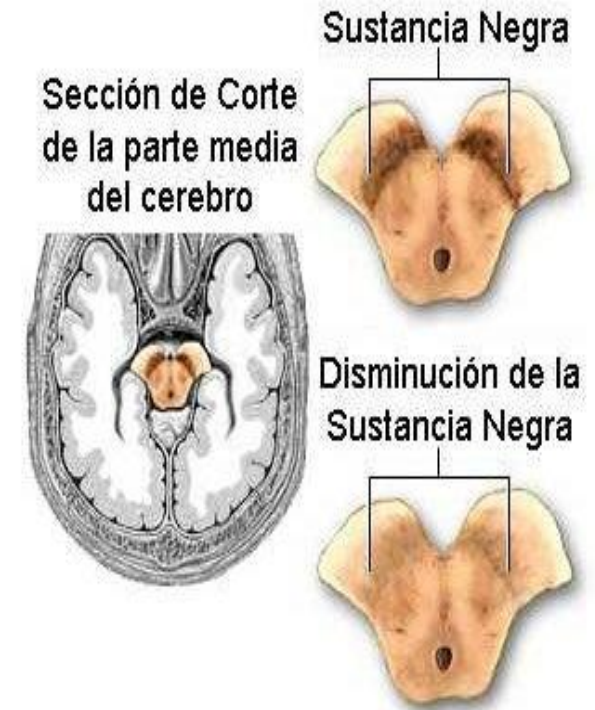 Sustancia Negra
Sección de Corte
de la parte media
del cerebro
Disminución de la
Sustancia Negra